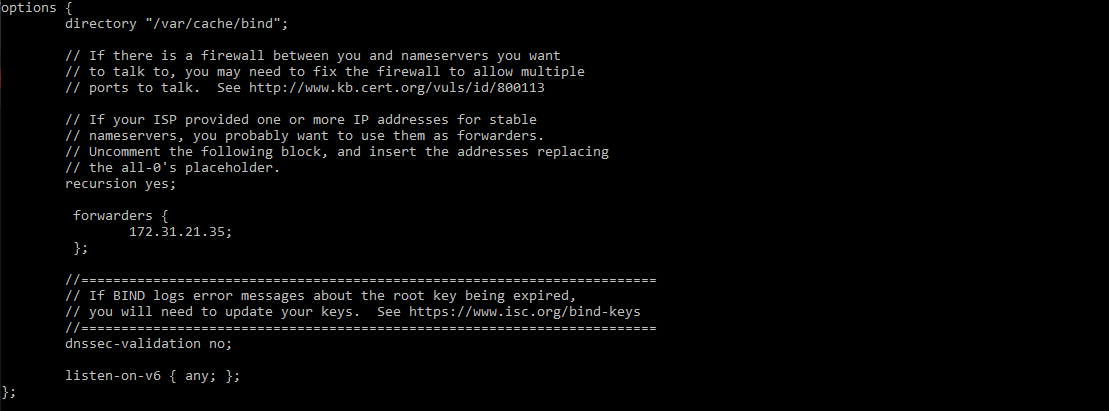 options {
        directory "/var/cache/bind";

        // If there is a firewall between you and nameservers you want
        // to talk to, you may need to fix the firewall to allow multiple
        // ports to talk.  See http://www.kb.cert.org/vuls/id/800113

        // If your ISP provided one or more IP addresses for stable
        // nameservers, you probably want to use them as forwarders.
        // Uncomment the following block, and insert the addresses replacing
        // the all-0's placeholder.
        recursion yes;

         forwarders {
                172.31.21.35;
         };

        //========================================================================
        // If BIND logs error messages about the root key being expired,
        // you will need to update your keys.  See https://www.isc.org/bind-keys
        //========================================================================
        dnssec-validation no;

        listen-on-v6 { any; };
};